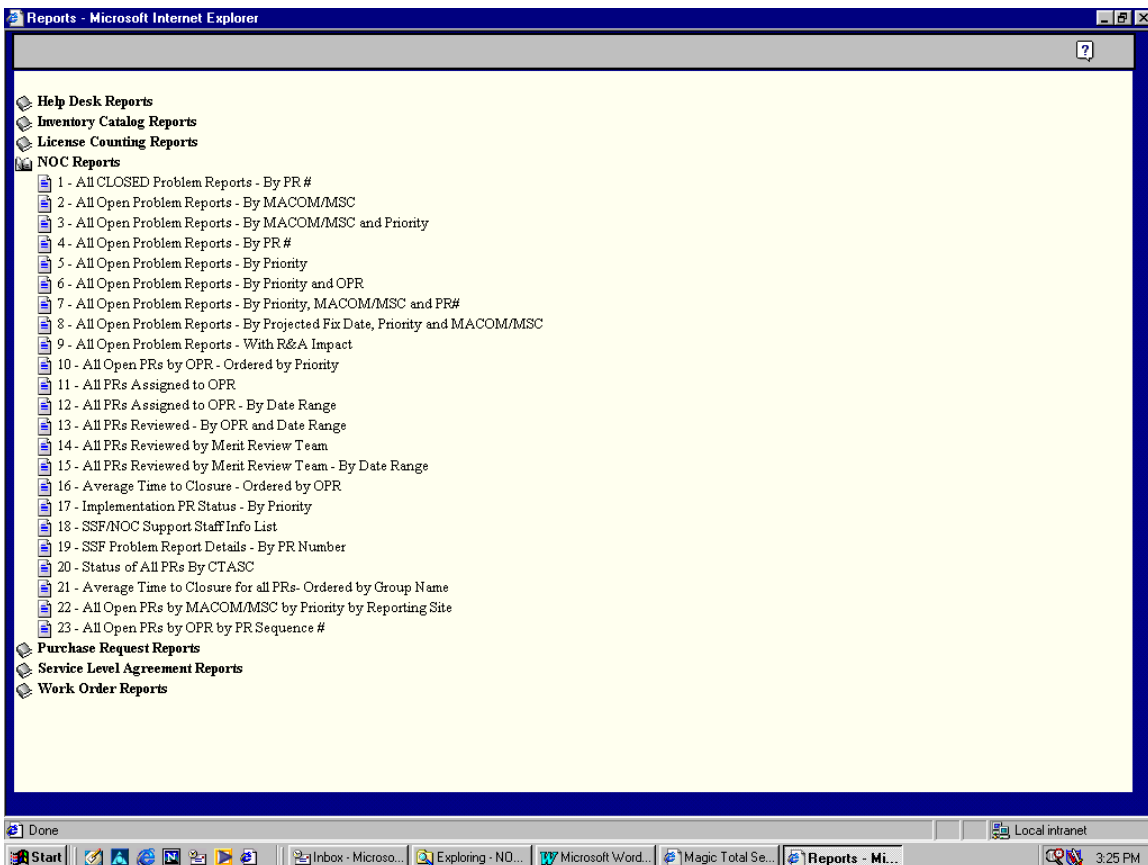 Reports - Microsoft Internet Explorer
Help Desk Reports
Inventory Catalog Reports
License Counting Reports
NOC Reports
1 - All CLOSED Problem Reports - By PR #
2 - All Open Problem Reports - By MACOM/MSC
3 - All Open Problem Reports - By MACOM/MSC and Priority
4 - All Open Problem Reports - By PR #
5 - All Open Problem Reports - By Priority
6 - All Open Problem Reports - By Priority and OPR
7 - All Open Problem Reports - By Priority, MACOM/MSC and PR#
8 - All Open Problem Reports - By Projected Fix Date, Priority and MACOM/MSC
9 - All Open Problem Reports - With R&A Impact
10 - All Open PRs by OPR - Ordered by Priority
11 - All PRs Assigned to OPR
12 - All PRs Assigned to OPR - By Date Range
13 - All PRs Reviewed - By OPR and Date Range
14 - All PRs Reviewed by Merit Review Team
15 - All PRs Reviewed by Merit Review Team - By Date Range
16 - Average Time to Closure - Ordered by OPR
17 - Implementation PR Status - By Priority
18 - SSF/NOC Support Staff Info List
19 - SSF Problem Report Details - By PR Number
20 - Status of All PRs By CTASC
21 - Average Time to Closure for all PRs- Ordered by Group Name
22 - All Open PRs by MACOM/MSC by Priority by Reporting Site
23 - All Open PRs by OPR by PR Sequence #
Purchase Request Reports
Service Level Agreement Reports
Work Order Reports
Done Local intranet
Start Inbox - Microso... Exploring - NO... Microsoft Word... Magic Total Se... Reports - Mi... 3:25 PM